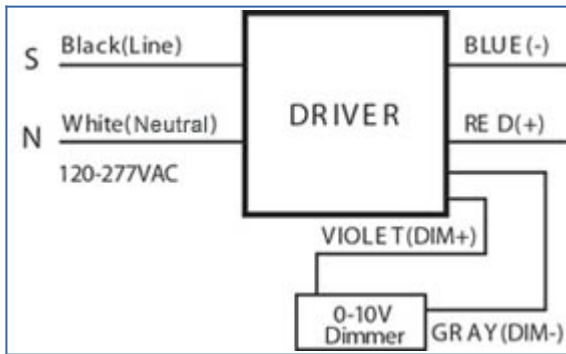 S Black(Line) BLUE(-)
DRIVER
N White(Neutral) RED(+)
120-277VAC
VIOLET(DIM+)
0-10V
Dimmer
GRAY(DIM-)